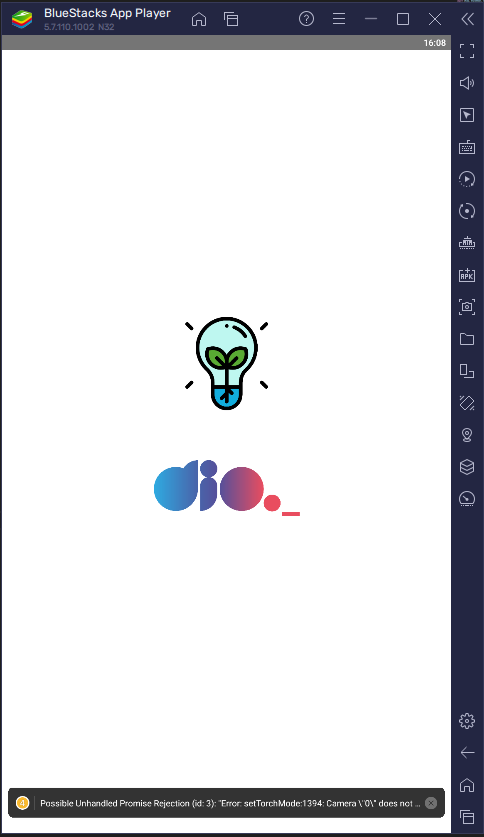 BlueStacks App Player
5.7.110.1002 N32
16:08
dio._
4 Possible Unhandled Promise Rejection (id: 3): "Error: setTorchMode:1394: Camera \"0\" does not ...